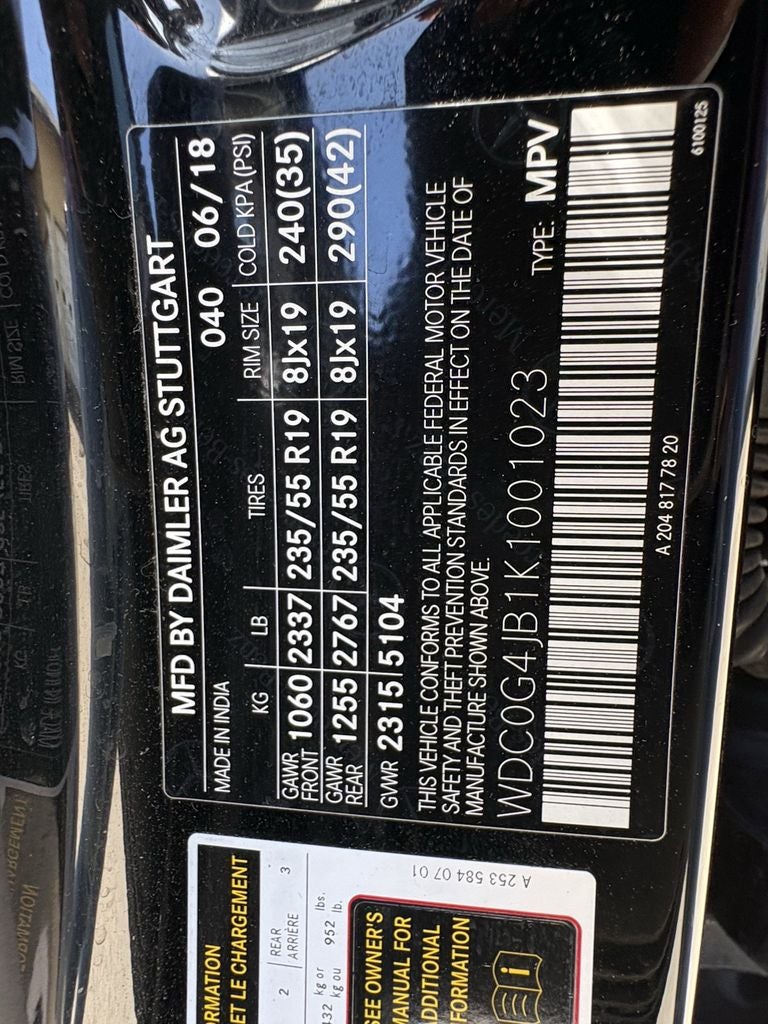 MFD BY DAIMLER AG STUTTGART
MADE IN INDIA 040 06/18
KG LB TIRES RIM SIZE COLD KPA (PSI)
GAWR FRONT 1060 2337 235/55 R19 8Jx19 240(35)
GAWR REAR 1255 2767 235/55 R19 8Jx19 290(42)
GVWR 2315 5104
THIS VEHICLE CONFORMS TO ALL APPLICABLE FEDERAL MOTOR VEHICLE
SAFETY AND THEFT PREVENTION STANDARDS IN EFFECT ON THE DATE OF
MANUFACTURE SHOWN ABOVE.
WDC0G4JB1K1001023 TYPE: MPV
A 204 817 78 20
6100125
ET LE CHARGEMENT
2 REAR ARRIÈRE 3
kg or lbs.
kg ou 952 lb.
SEE OWNER'S
MANUAL FOR
ADDITIONAL
A 253 584 07 01